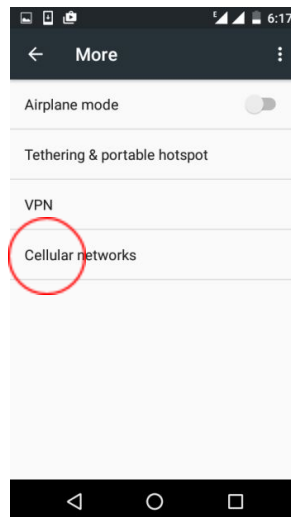 E 6:17
More
Airplane mode
Tethering & portable hotspot
VPN
Cellular networks